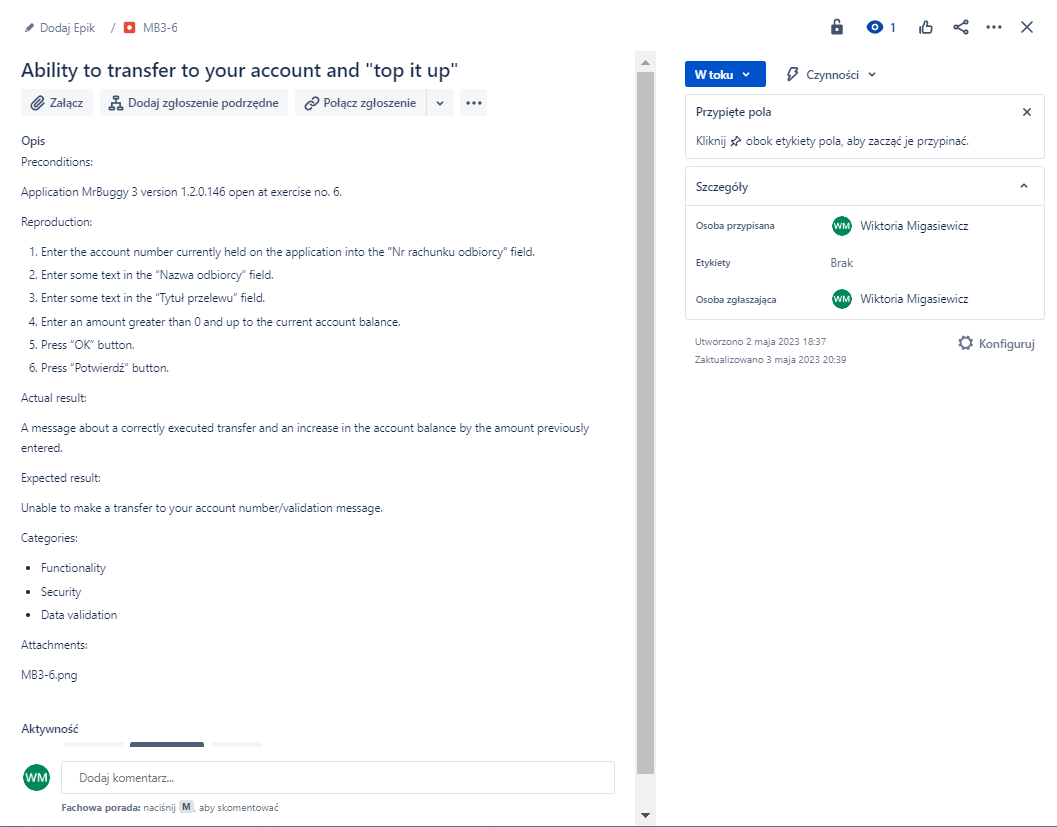 Dodaj Epik / MB3-6
1
Ability to transfer to your account and "top it up"
Załącz
Dodaj zgłoszenie podrzędne
Połącz zgłoszenie
Opis
Preconditions:
Application MrBuggy 3 version 1.2.0.146 open at exercise no. 6.
Reproduction:
1. Enter the account number currently held on the application into the "Nr rachunku odbiorcy" field.
2. Enter some text in the “Nazwa odbiorcy” field.
3. Enter some text in the “Tytuł przelewu” field.
4. Enter an amount greater than 0 and up to the current account balance.
5. Press “OK” button.
6. Press “Potwierdź” button.
Actual result:
A message about a correctly executed transfer and an increase in the account balance by the amount previously
entered.
Expected result:
Unable to make a transfer to your account number/validation message.
Categories:
• Functionality
• Security
• Data validation
Attachments:
MB3-6.png
Aktywność
WM
Dodaj komentarz...
Fachowa porada: naciśnij M, aby skomentować
W toku
Czynności
Przypięte pola
Kliknij obok etykiety pola, aby zacząć je przypinać.
Szczegóły
Osoba przypisana
WM Wiktoria Migasiewicz
Etykiety
Brak
Osoba zgłaszająca
WM Wiktoria Migasiewicz
Utworzono 2 maja 2023 18:37
Zaktualizowano 3 maja 2023 20:39
Konfiguruj